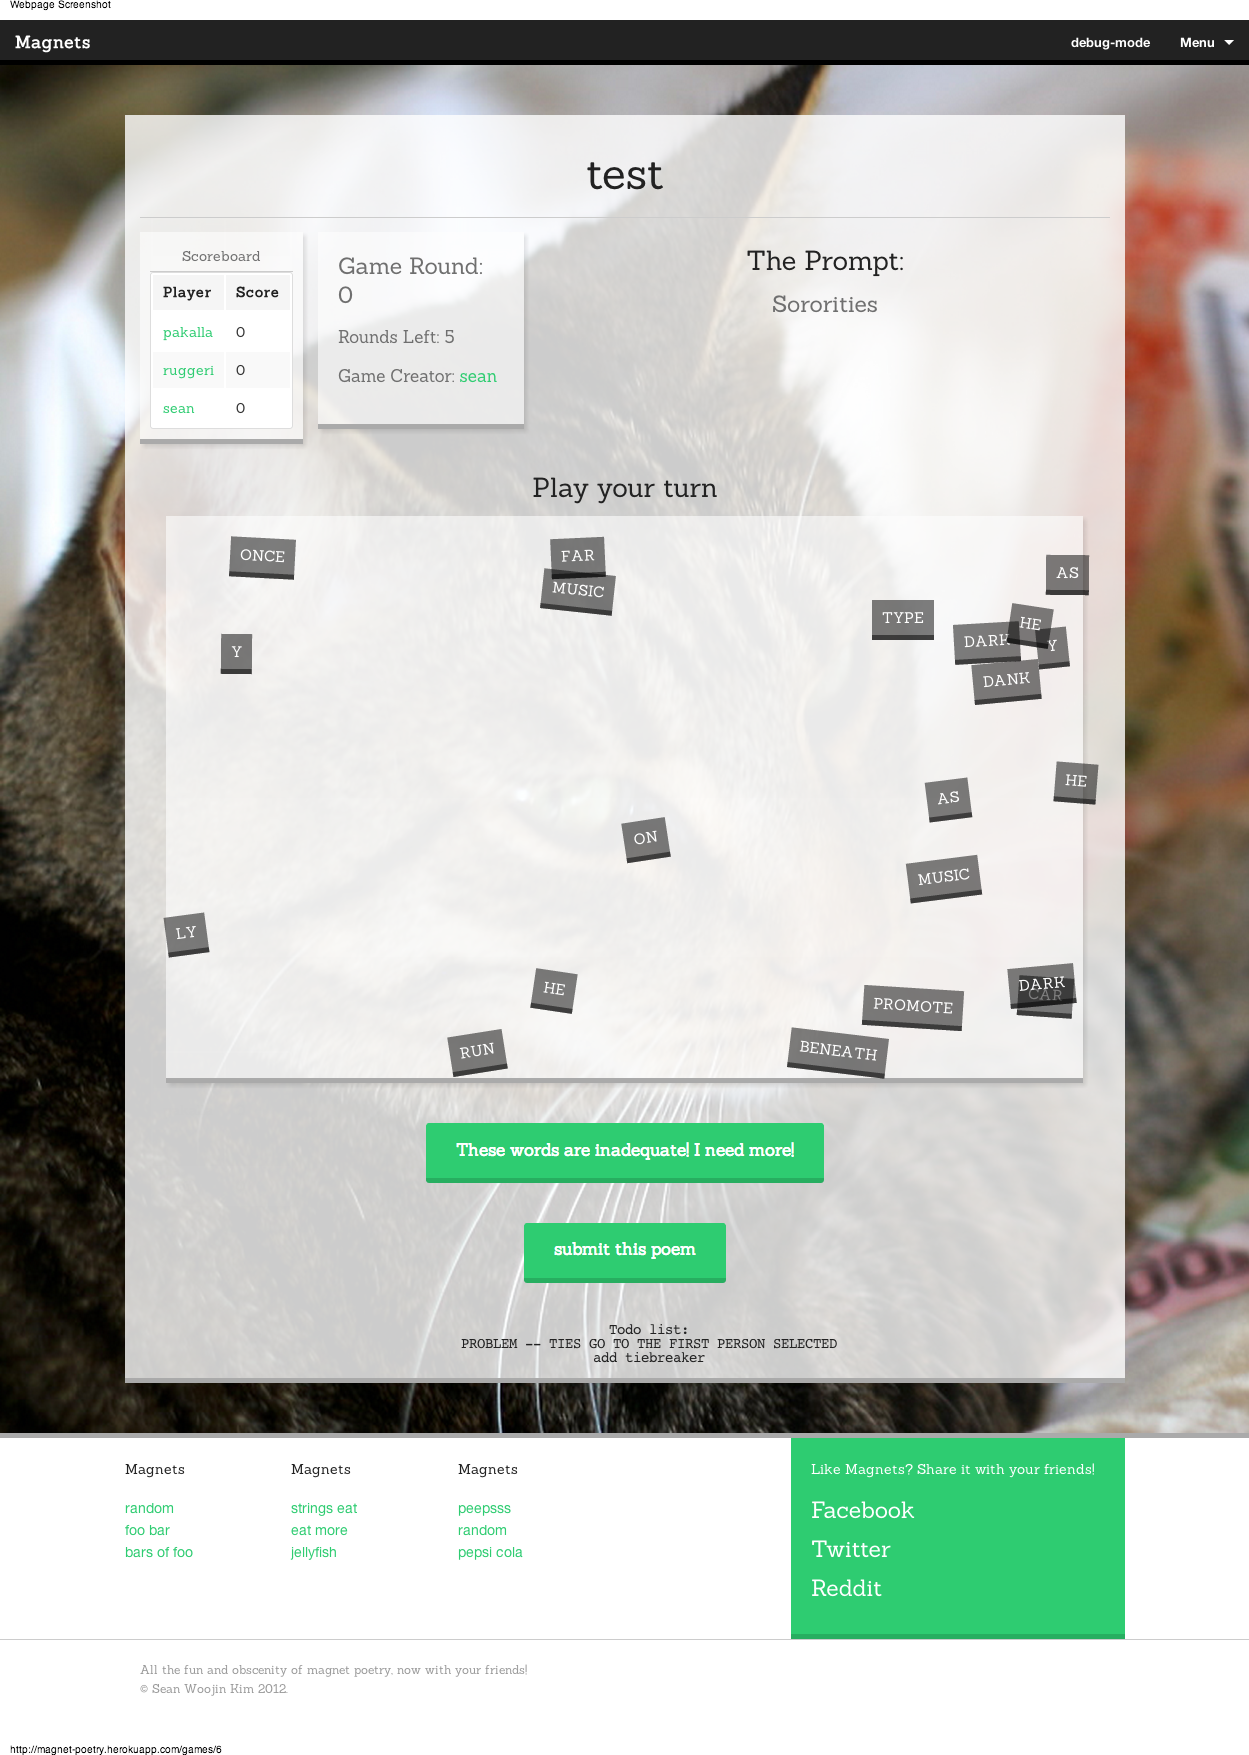 Webpage Screenshot
Magnets
debug-mode
Menu
test
Scoreboard
Player Score
pakalla 0
ruggeri 0
sean 0
Game Round:
0
Rounds Left: 5
Game Creator: sean
The Prompt:
Sororities
Play your turn
ONCE
FAR
MUSIC
AS
TYPE
HE
DARK
Y
Y
DANK
HE
AS
ON
MUSIC
LY
HE
DARK
CAR
PROMOTE
RUN
BENEATH
These words are inadequate! I need more!
submit this poem
Todo list:
PROBLEM -- TIES GO TO THE FIRST PERSON SELECTED
add tiebreaker
Magnets
random
foo bar
bars of foo
Magnets
strings eat
eat more
jellyfish
Magnets
peepsss
random
pepsi cola
Like Magnets? Share it with your friends!
Facebook
Twitter
Reddit
All the fun and obscenity of magnet poetry, now with your friends!
© Sean Woojin Kim 2012.
http://magnet-poetry.herokuapp.com/games/6